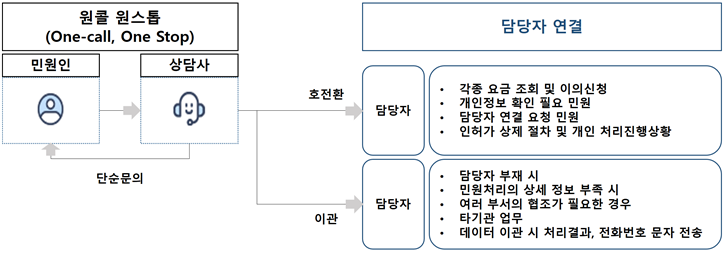 원콜 원스톱
(One-call, One Stop)
담당자 연결
민원인
상담사
호전환
담당자
• 각종 요금 조회 및 이의신청
• 개인정보 확인 필요 민원
• 담당자 연결 요청 민원
• 인허가 상제 절차 및 개인 처리진행상황
단순문의
이관
담당자
• 담당자 부재 시
• 민원처리의 상세 정보 부족 시
• 여러 부서의 협조가 필요한 경우
• 타기관 업무
• 데이터 이관 시 처리결과, 전화번호 문자 전송